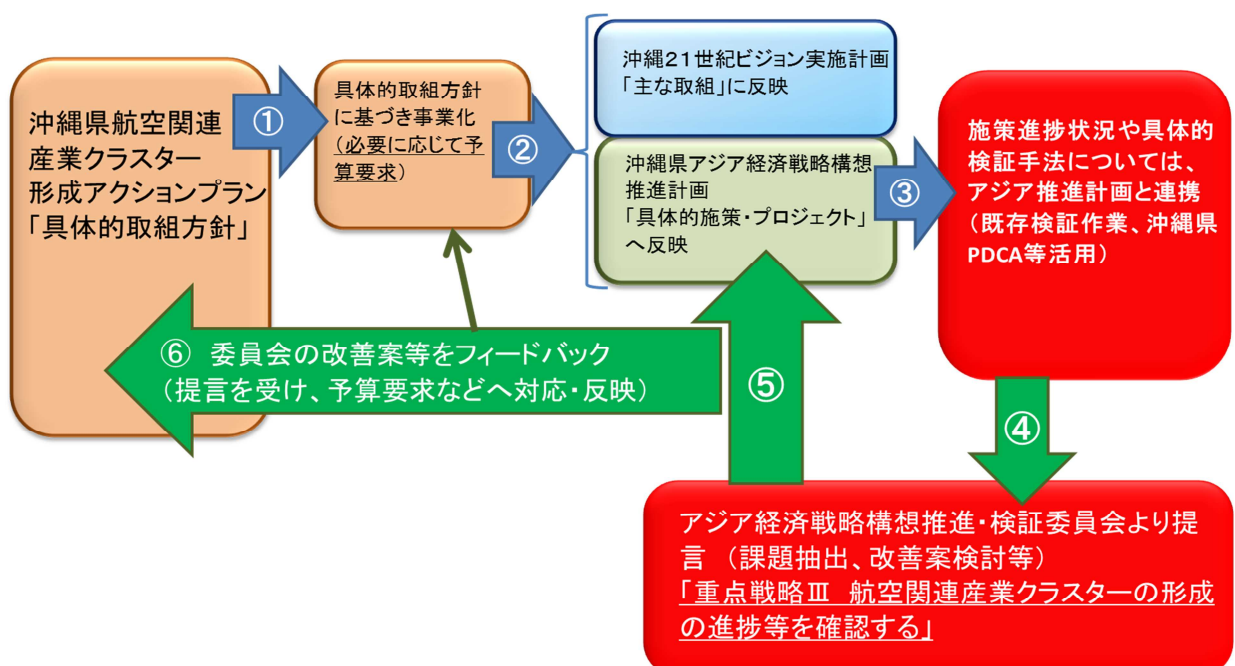 沖縄県航空関連
産業クラスター
形成アクションプラン
「具体的取組方針」
①
具体的取組方針
に基づき事業化
(必要に応じて予
算要求)
②
沖縄21世紀ビジョン実施計画
「主な取組」に反映
沖縄県アジア経済戦略構想
推進計画
「具体的施策・プロジェクト」
へ反映
③
施策進捗状況や具体的
検証手法については、
アジア推進計画と連携
(既存検証作業、沖縄県
PDCA等活用)
④
アジア経済戦略構想推進・検証委員会より提
言 (課題抽出、改善案検討等)
「重点戦略Ⅲ 航空関連産業クラスターの形成
の進捗等を確認する」
⑤
⑥ 委員会の改善案等をフィードバック
(提言を受け、予算要求などへ対応・反映)